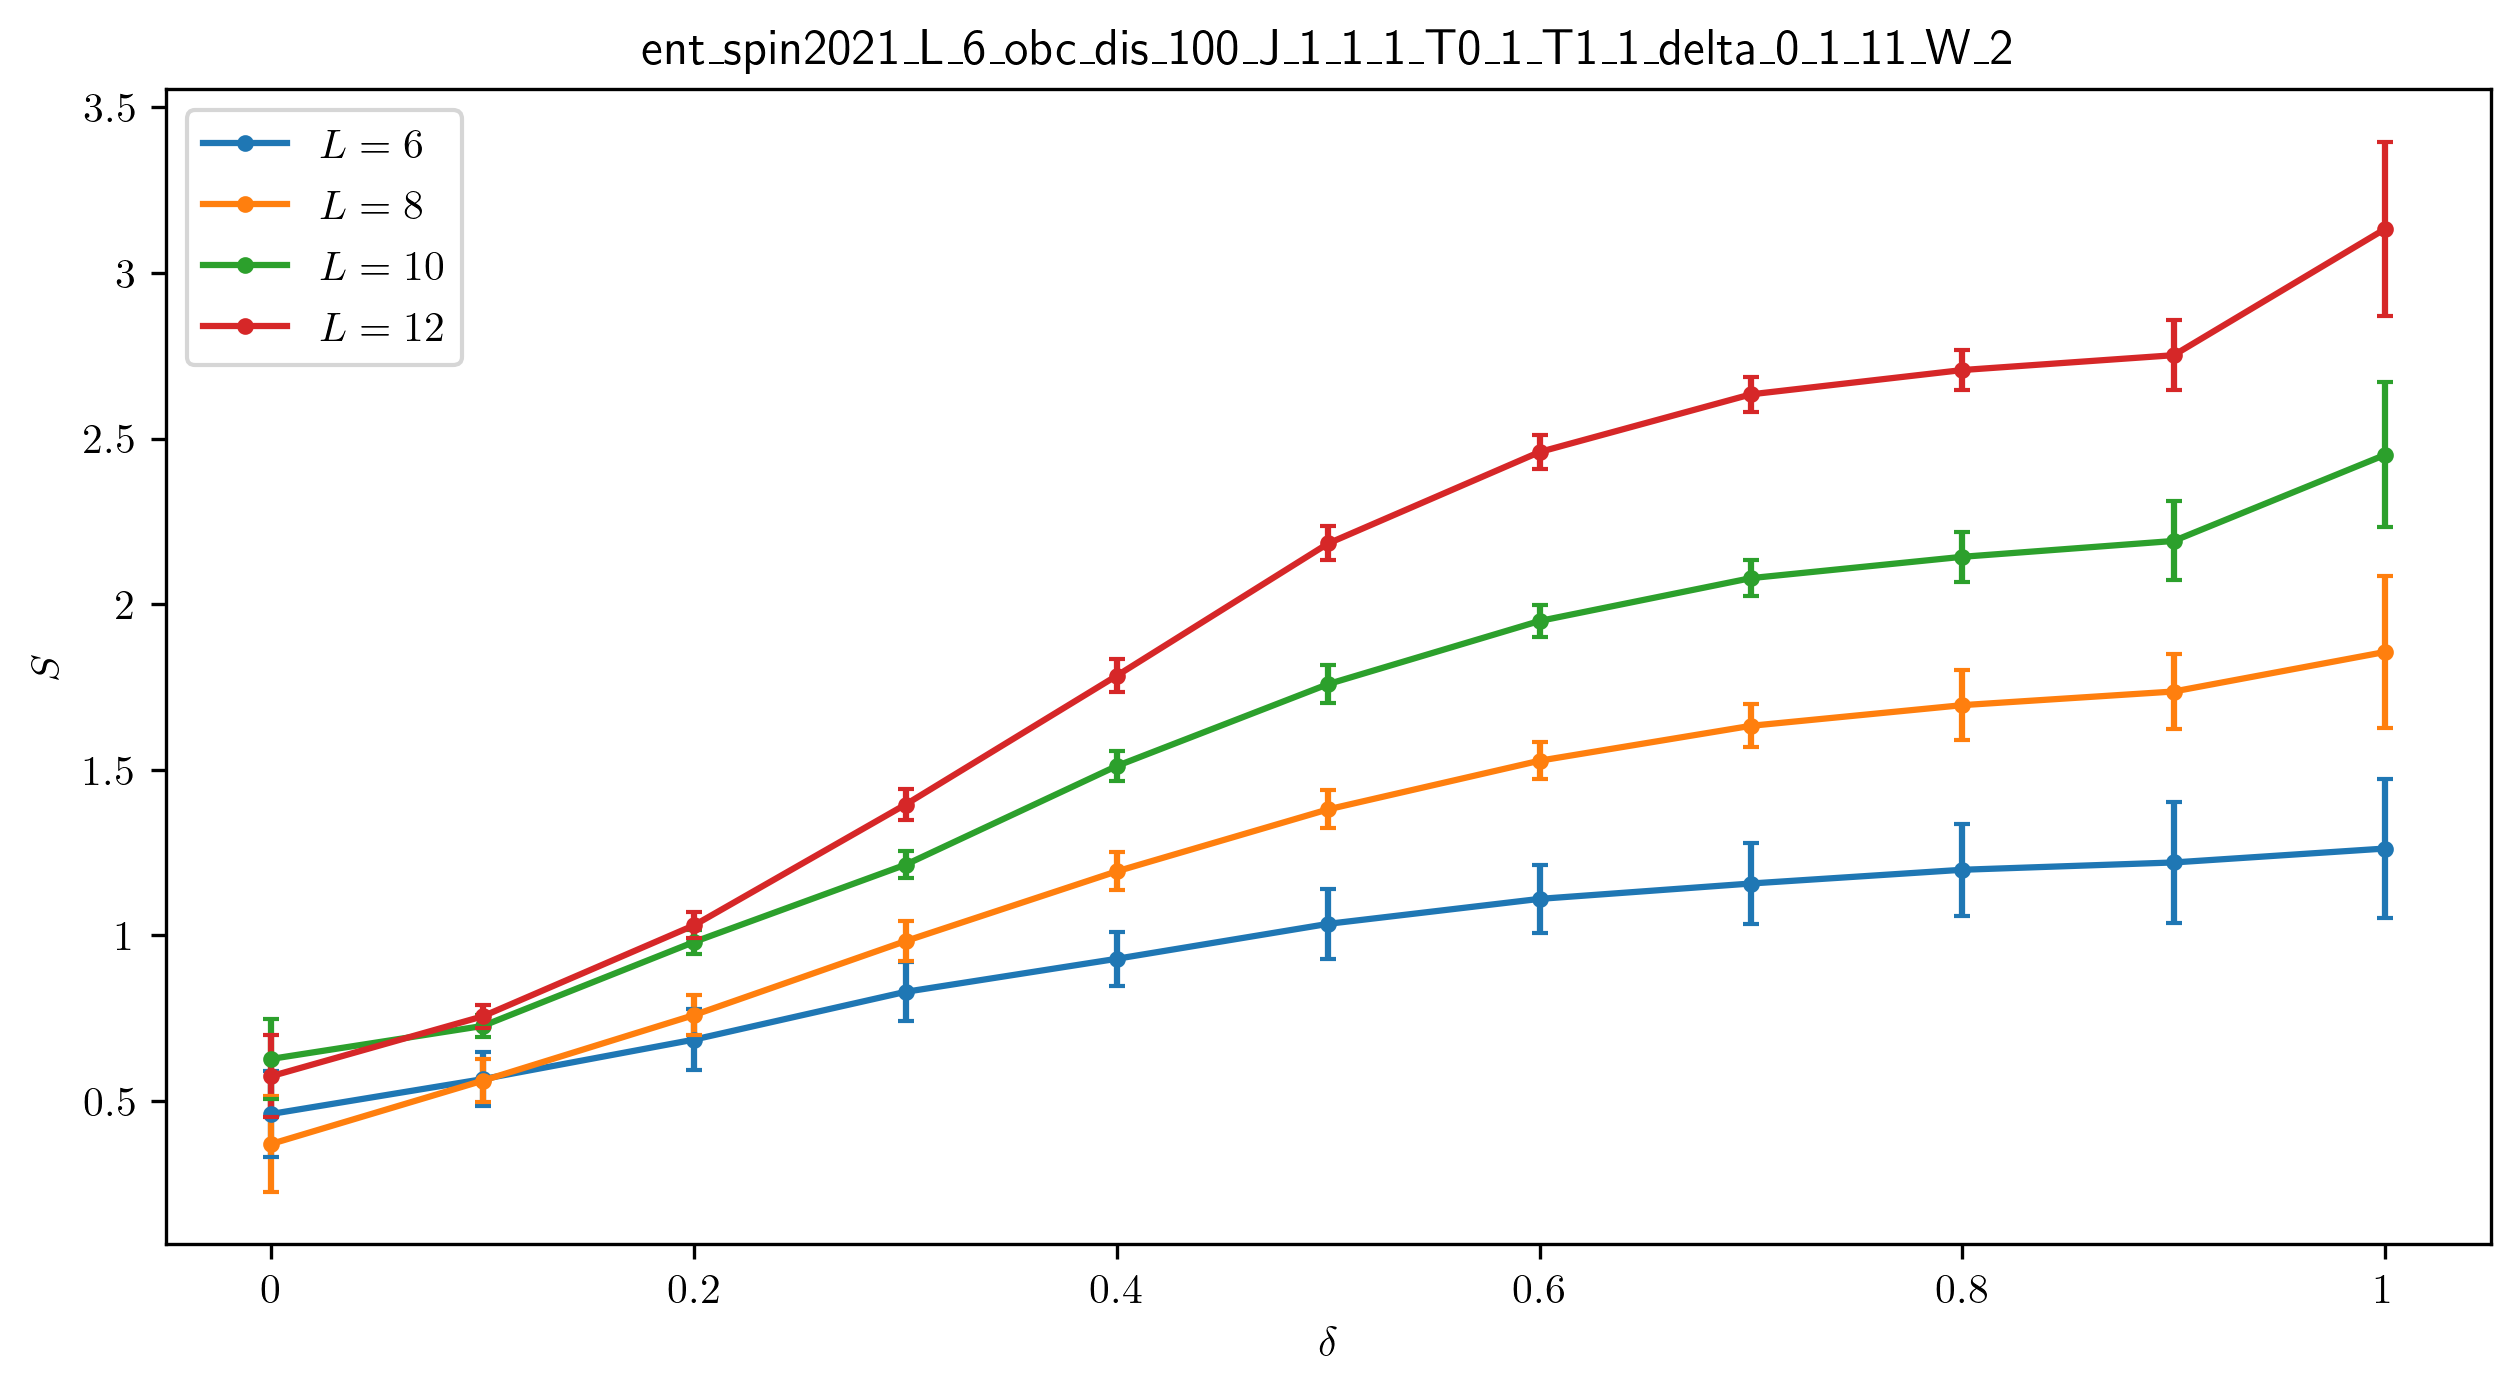 ent_spin2021_L_6_obc_dis_100_J_1_1_1_T0_1_T1_1_delta_0_1_11_W_2
3.5
3
2.5
2
1.5
1
0.5
S
L = 6
L = 8
L = 10
L = 12
0 0.2 0.4 0.6 0.8 1
δ